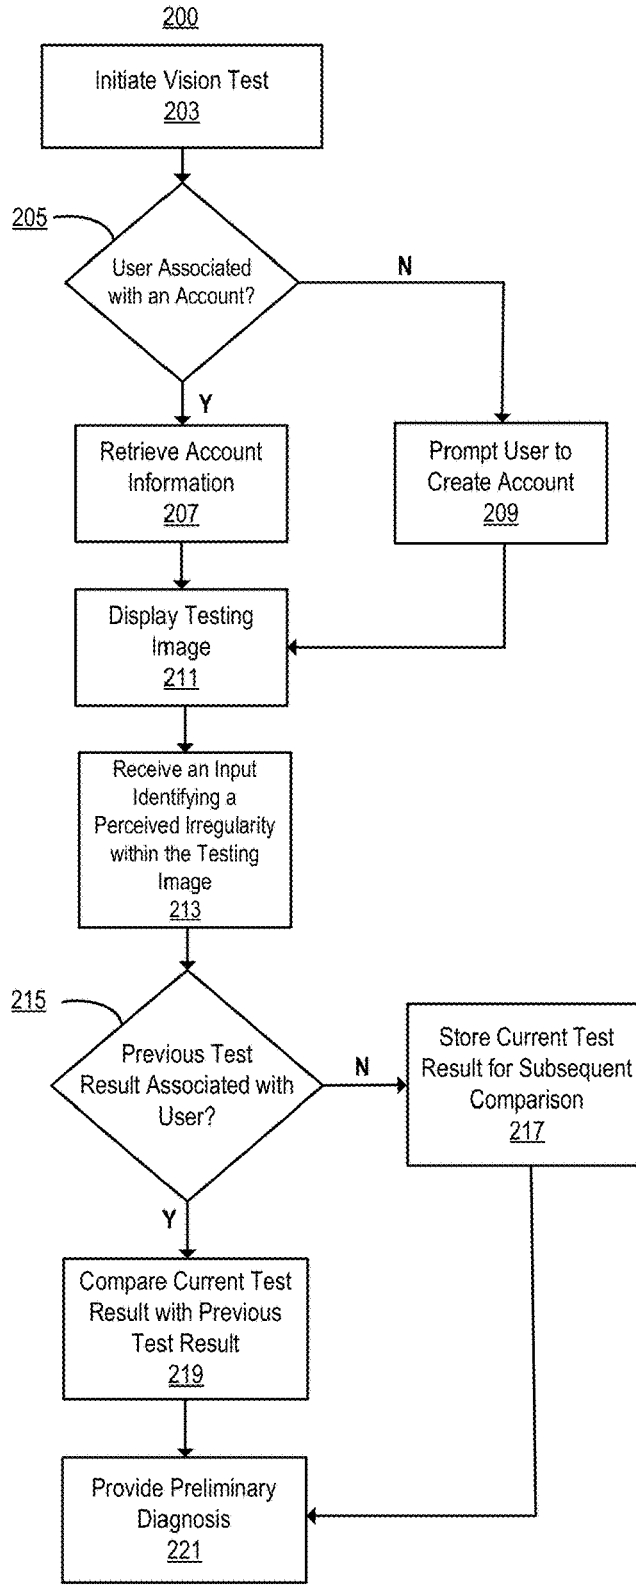 200
Initiate Vision Test
203
205
User Associated
with an Account?
N
Y
Retrieve Account
Information
207
Prompt User to
Create Account
209
Display Testing
Image
211
Receive an Input
Identifying a
Perceived Irregularity
within the Testing
Image
213
215
Previous Test
Result Associated with
User?
N
Store Current Test
Result for Subsequent
Comparison
217
Y
Compare Current Test
Result with Previous
Test Result
219
Provide Preliminary
Diagnosis
221